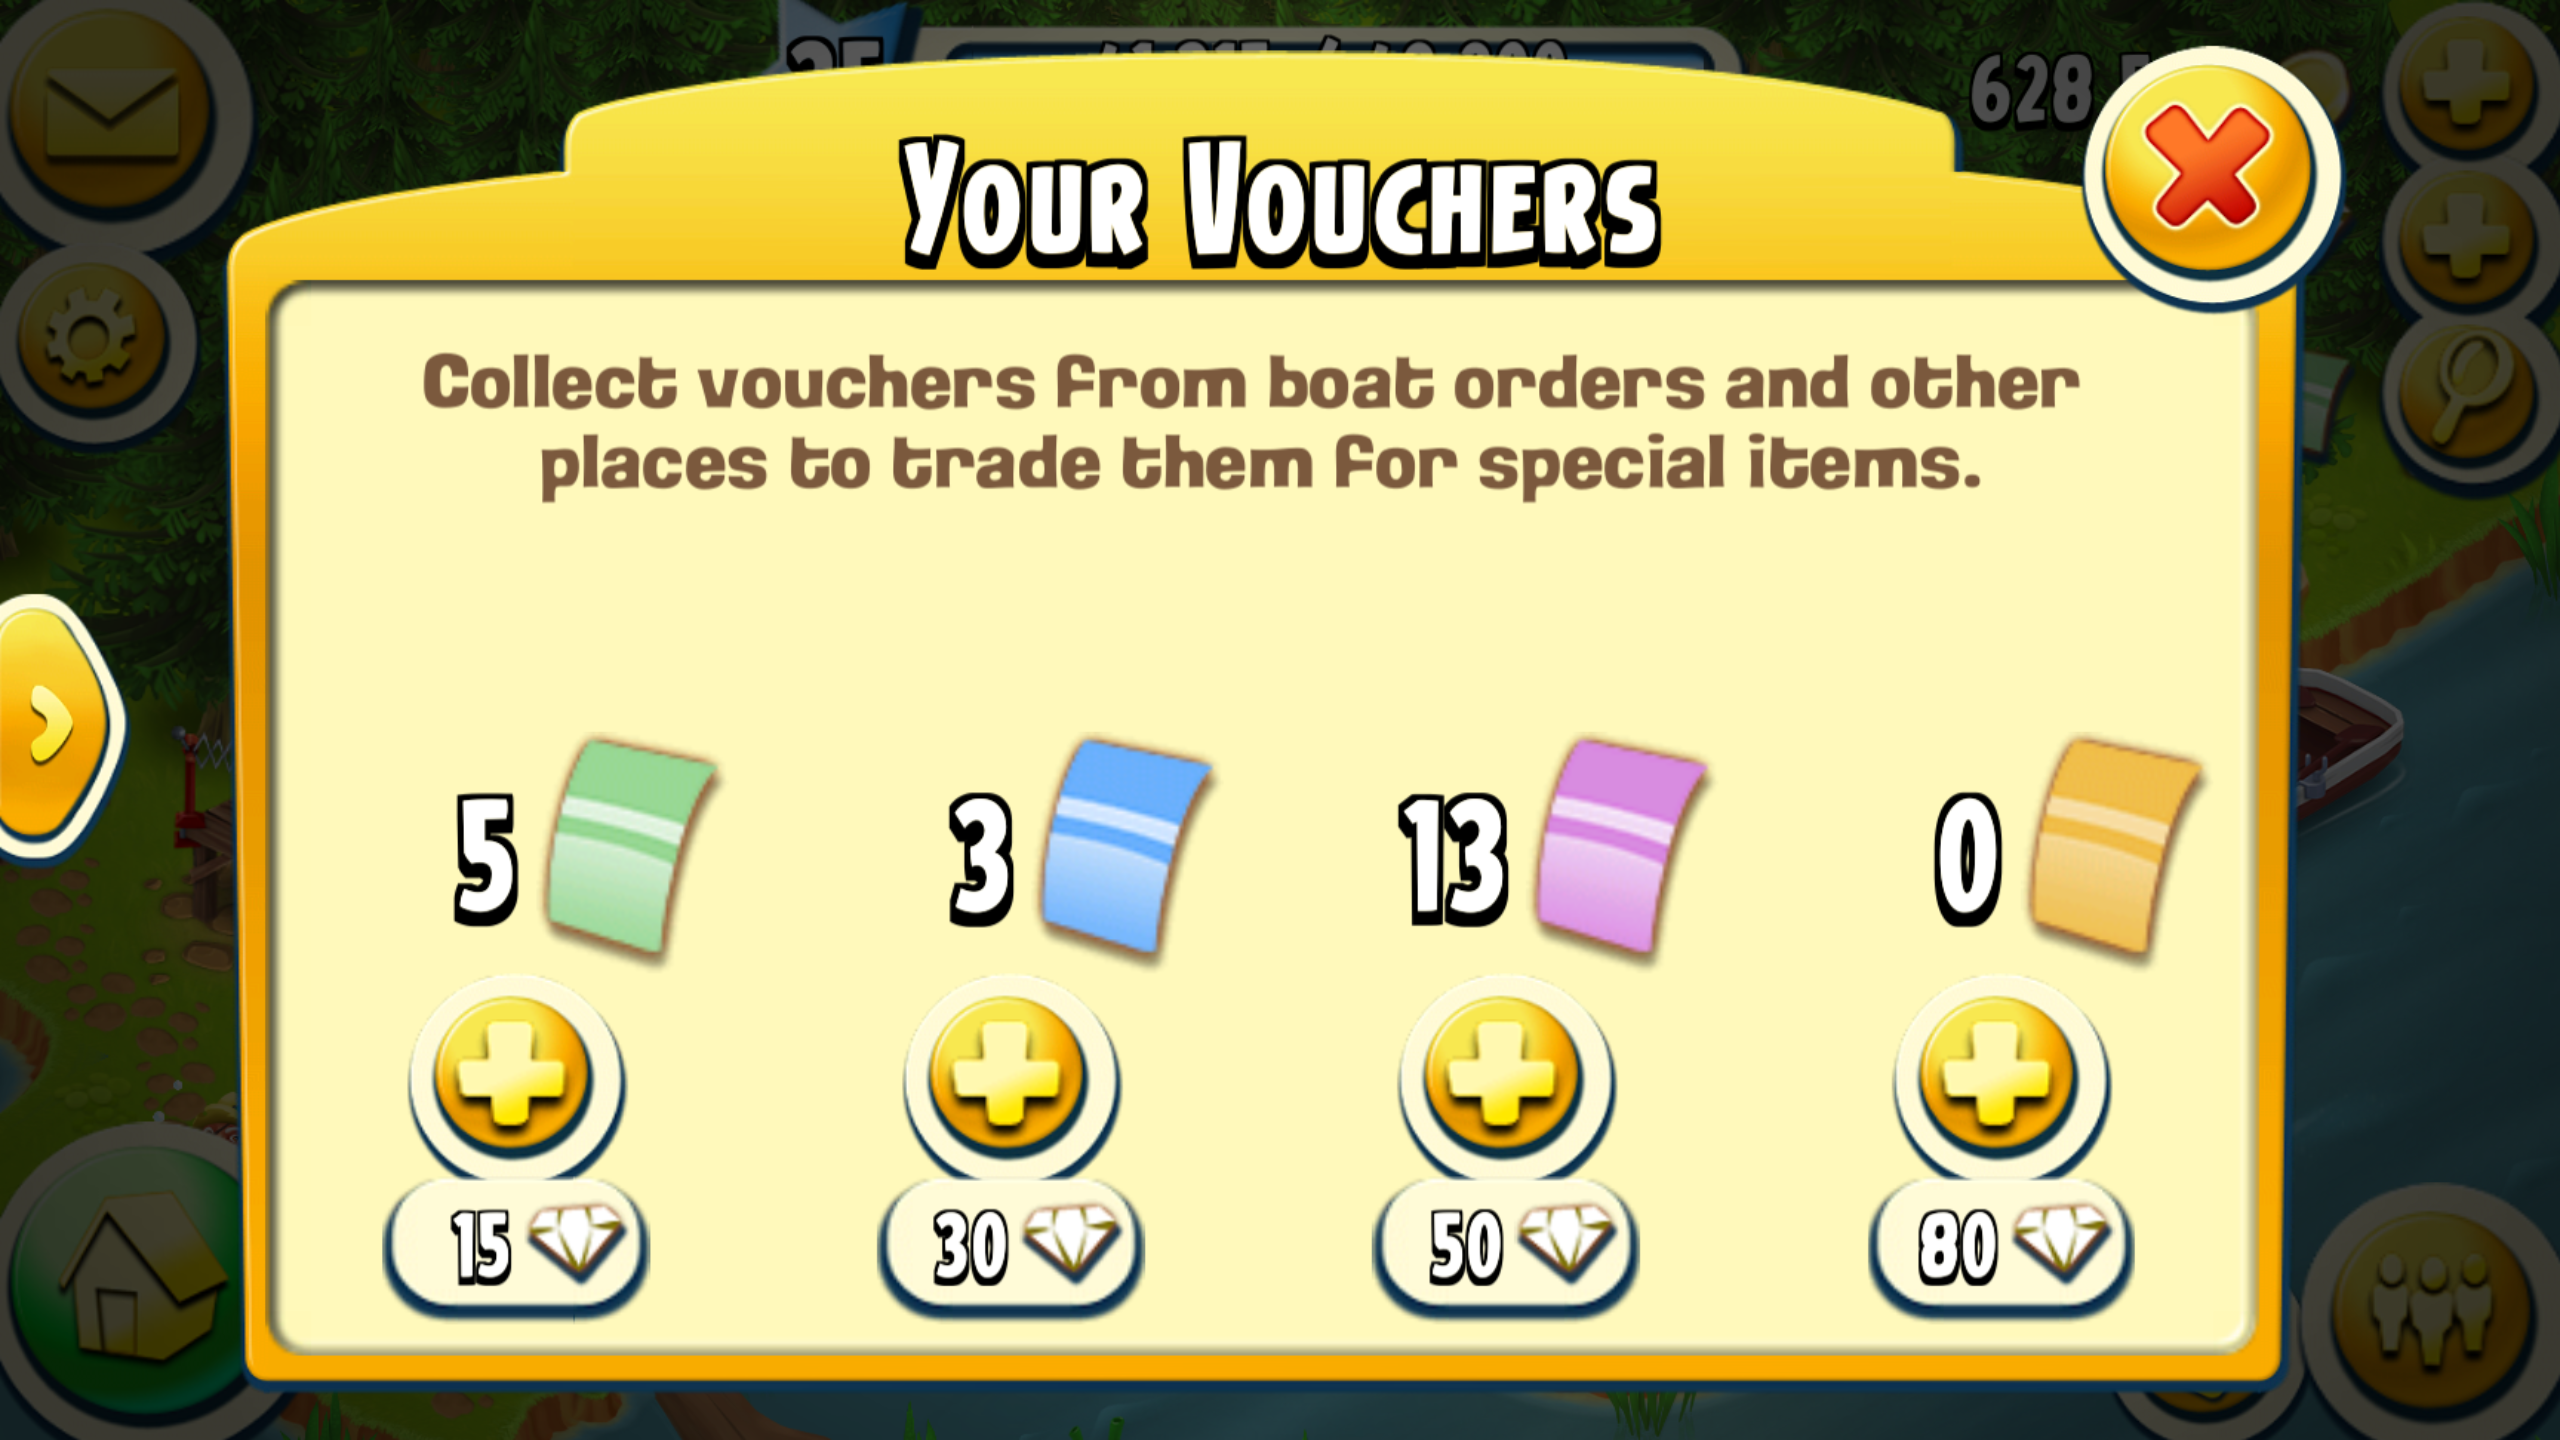 Your Vouchers
Collect vouchers from boat orders and other
places to trade them for special items.
5
3
13
0
15
30
50
80